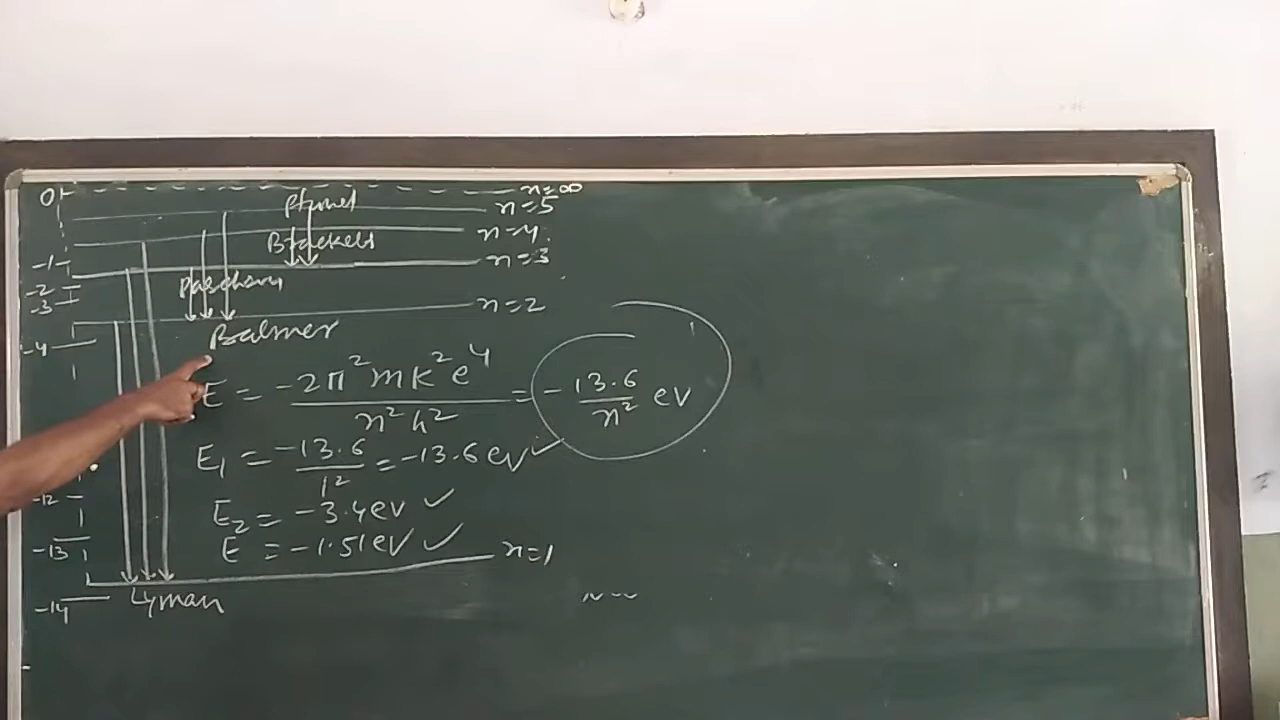 0 n=∞
Pfund n=5
n=4
Brackett
-1 n=3
-2 Paschan
-3 n=2
-4 Balmer
E = -2π²mk²e⁴/n²h² = -13.6/n² ev
E₁ = -13.6/1² = -13.6 ev ✓
-12 E₂ = -3.4 ev ✓
-13 E = -1.51 ev ✓ n=1
-14 Lyman